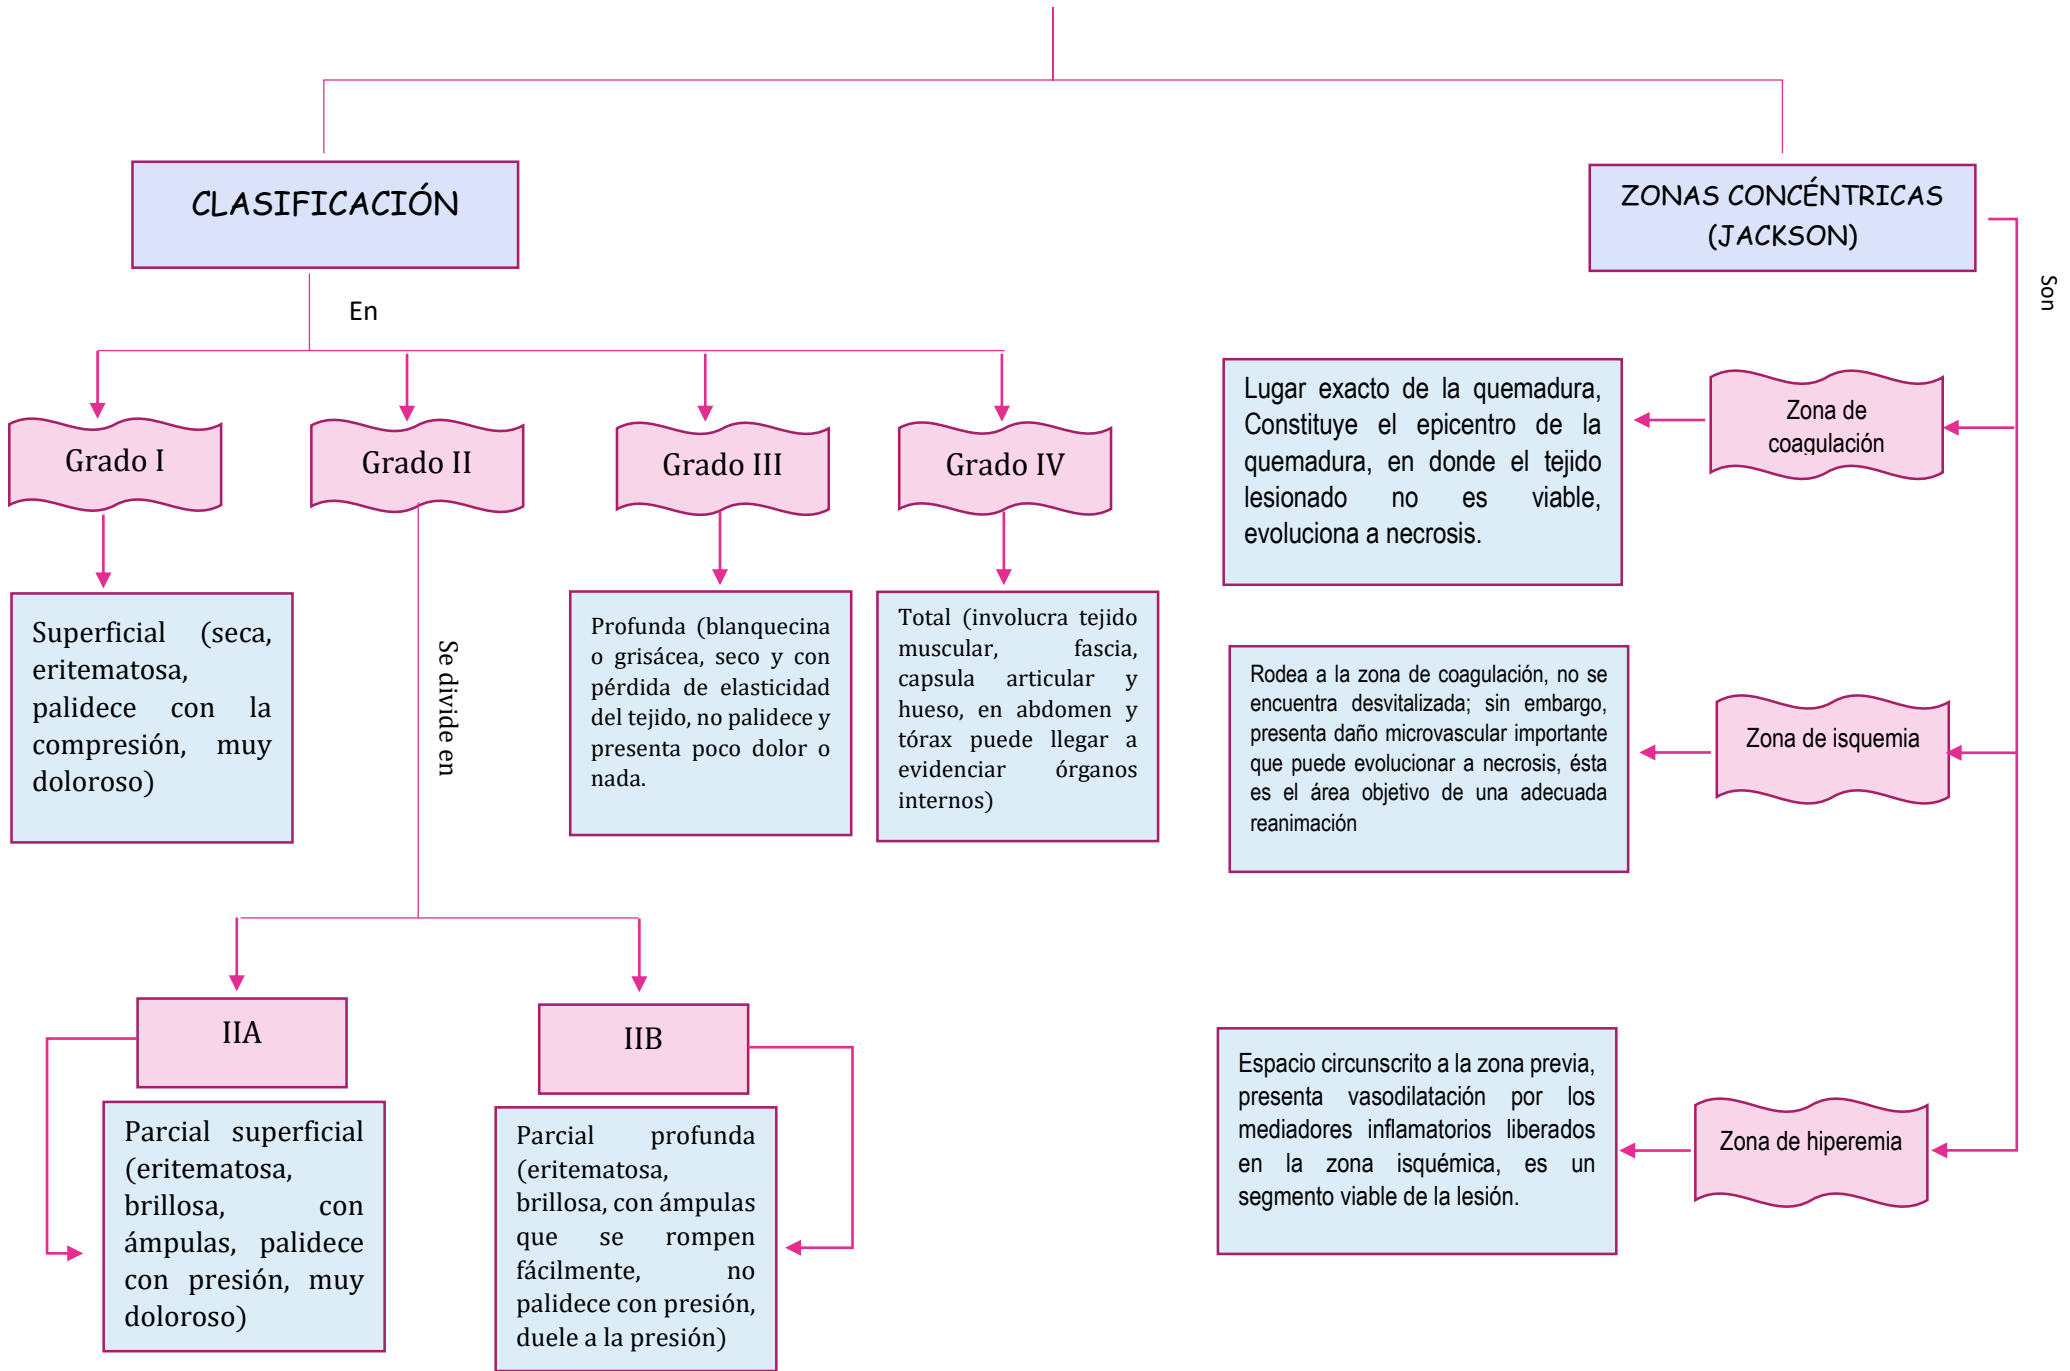 CLASIFICACIÓN
En
Grado I
Superficial (seca,
eritematosa,
palidece con la
compresión, muy
doloroso)
Grado II
Se divide en
IIA
Parcial superficial
(eritematosa,
brillosa, con
ámpulas, palidece
con presión, muy
doloroso)
IIB
Parcial profunda
(eritematosa,
brillosa, con ámpulas
que se rompen
fácilmente, no
palidece con presión,
duele a la presión)
Grado III
Profunda (blanquecina
o grisácea, seco y con
pérdida de elasticidad
del tejido, no palidece y
presenta poco dolor o
nada.
Grado IV
Total (involucra tejido
muscular, fascia,
capsula articular y
hueso, en abdomen y
tórax puede llegar a
evidenciar órganos
internos)
ZONAS CONCÉNTRICAS
(JACKSON)
Son
Zona de
coagulación
Lugar exacto de la quemadura,
Constituye el epicentro de la
quemadura, en donde el tejido
lesionado no es viable,
evoluciona a necrosis.
Zona de isquemia
Rodea a la zona de coagulación, no se
encuentra desvitalizada; sin embargo,
presenta daño microvascular importante
que puede evolucionar a necrosis, ésta
es el área objetivo de una adecuada
reanimación
Zona de hiperemia
Espacio circunscrito a la zona previa,
presenta vasodilatación por los
mediadores inflamatorios liberados
en la zona isquémica, es un
segmento viable de la lesión.